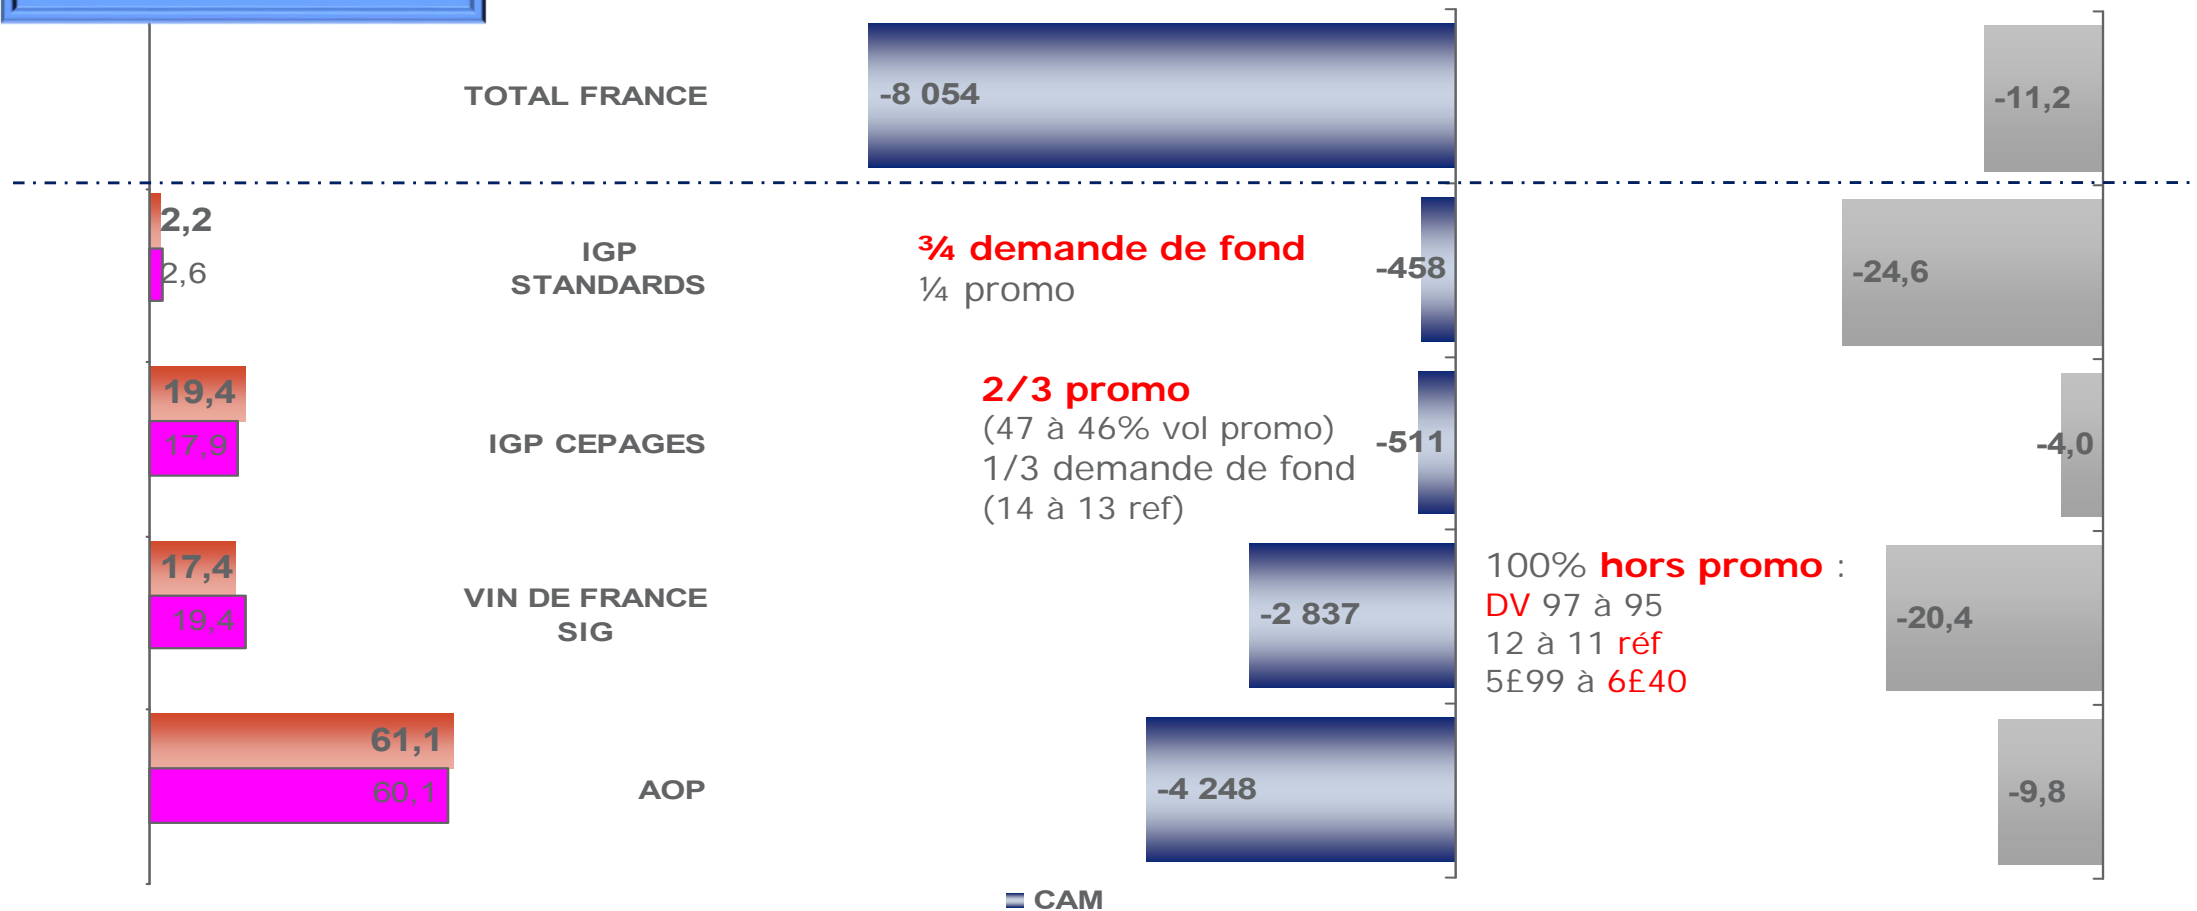 TOTAL FRANCE
-8 054
-11,2
2,2
2,6
IGP
STANDARDS
¾ demande de fond
¼ promo
-458
-24,6
19,4
17,9
IGP CEPAGES
2/3 promo
(47 à 46% vol promo)
1/3 demande de fond
(14 à 13 ref)
-511
-4,0
17,4
19,4
VIN DE FRANCE
SIG
-2 837
100% hors promo :
DV 97 à 95
12 à 11 réf
5£99 à 6£40
-20,4
61,1
60,1
AOP
-4 248
-9,8
CAM